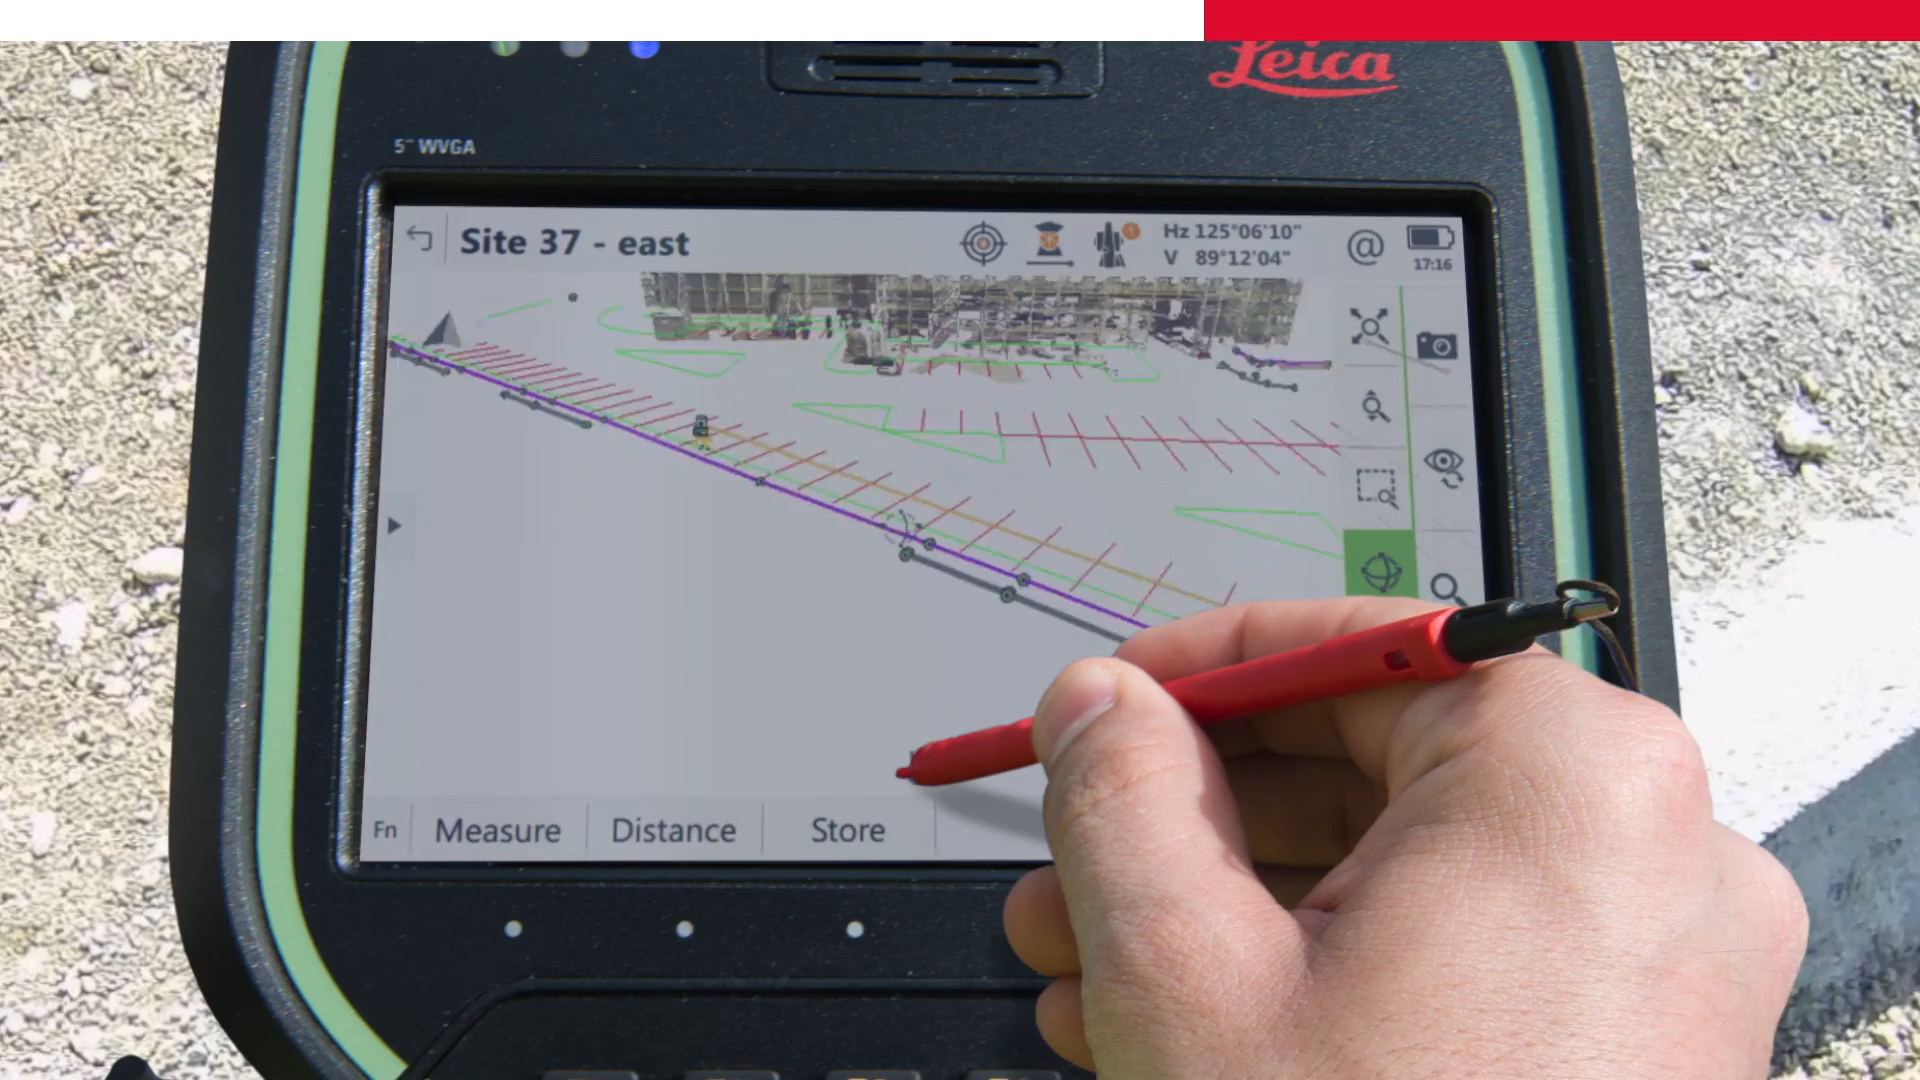 Leica
5" WVGA
Site 37 - east
Hz 125°06'10"
V 89°12'04"
@
17:16
Fn Measure Distance Store